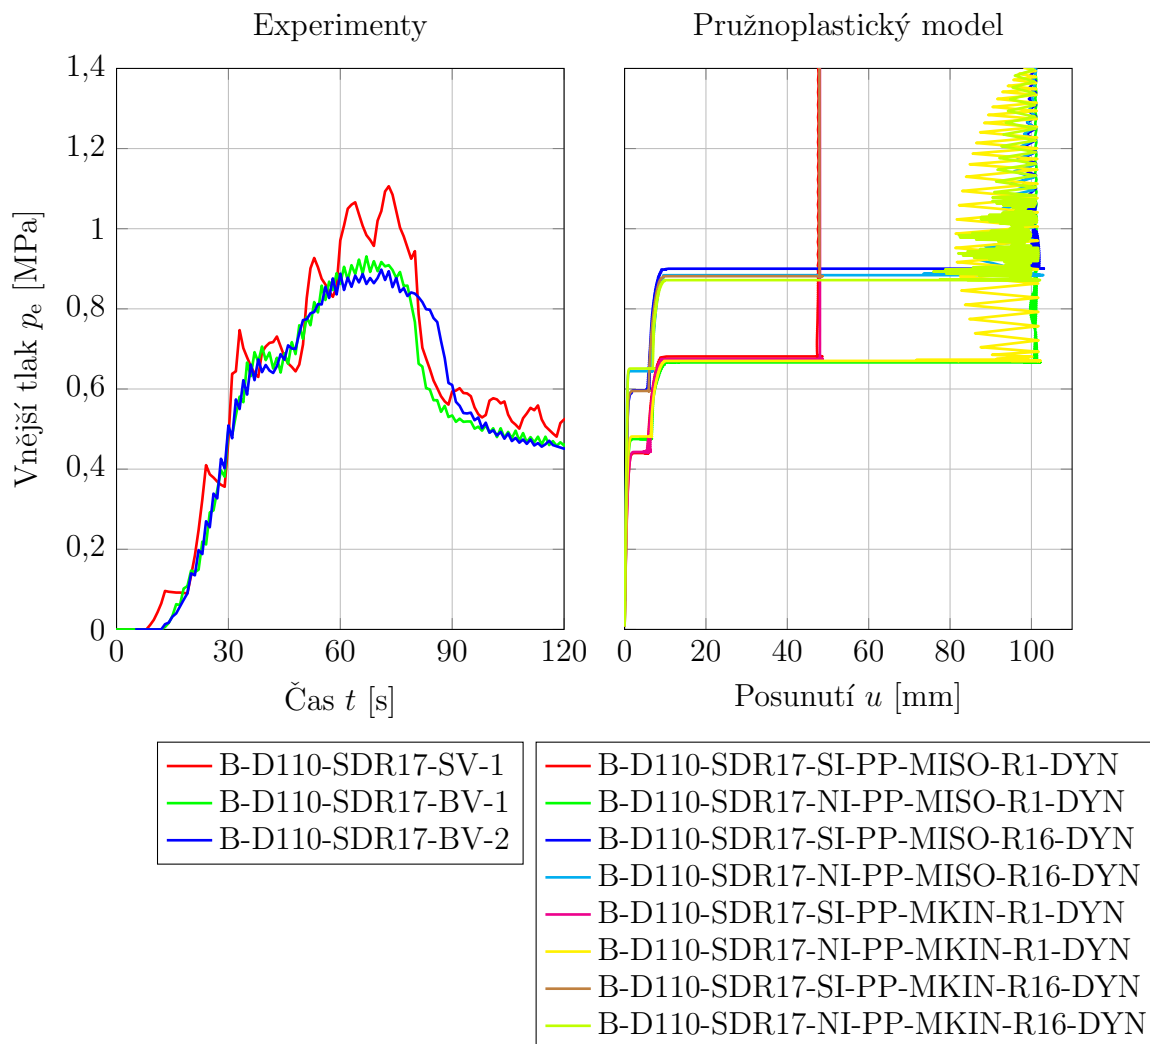 Experimenty
Pružnoplastický model
Vnější tlak pe [MPa]
1,4
1,2
1
0,8
0,6
0,4
0,2
0
0 30 60 90 120
0 20 40 60 80 100
Čas t [s]
Posunutí u [mm]
B-D110-SDR17-SV-1
B-D110-SDR17-BV-1
B-D110-SDR17-BV-2
B-D110-SDR17-SI-PP-MISO-R1-DYN
B-D110-SDR17-NI-PP-MISO-R1-DYN
B-D110-SDR17-SI-PP-MISO-R16-DYN
B-D110-SDR17-NI-PP-MISO-R16-DYN
B-D110-SDR17-SI-PP-MKIN-R1-DYN
B-D110-SDR17-NI-PP-MKIN-R1-DYN
B-D110-SDR17-SI-PP-MKIN-R16-DYN
B-D110-SDR17-NI-PP-MKIN-R16-DYN